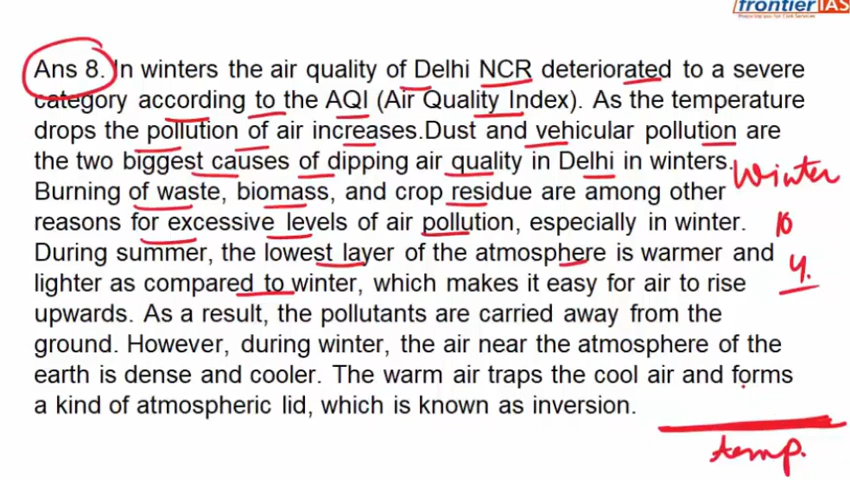 frontier IAS
Preparing you for Civil Services
Ans 8. In winters the air quality of Delhi NCR deteriorated to a severe
category according to the AQI (Air Quality Index). As the temperature
drops the pollution of air increases.Dust and vehicular pollution are
the two biggest causes of dipping air quality in Delhi in winters.
Winter
Burning of waste, biomass, and crop residue are among other
reasons for excessive levels of air pollution, especially in winter.
During summer, the lowest layer of the atmosphere is warmer and
lighter as compared to winter, which makes it easy for air to rise
upwards. As a result, the pollutants are carried away from the
ground. However, during winter, the air near the atmosphere of the
earth is dense and cooler. The warm air traps the cool air and forms
a kind of atmospheric lid, which is known as inversion.
temp.